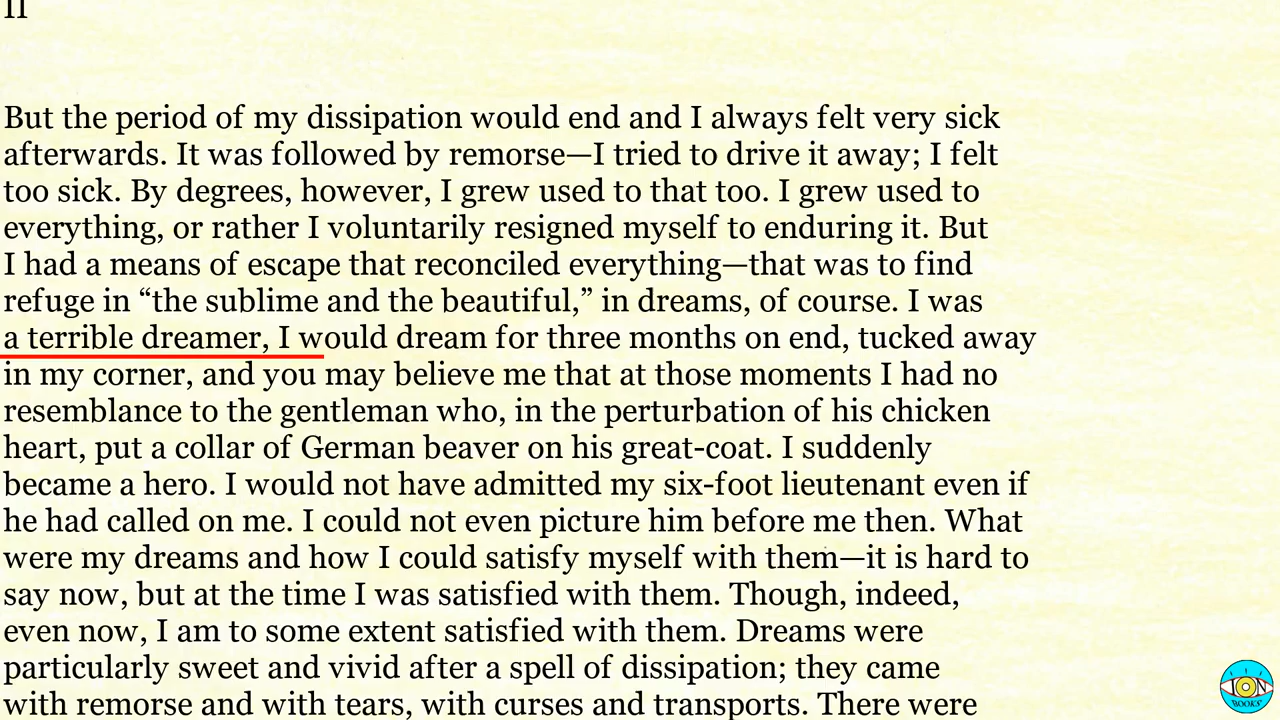 II
But the period of my dissipation would end and I always felt very sick
afterwards. It was followed by remorse—I tried to drive it away; I felt
too sick. By degrees, however, I grew used to that too. I grew used to
everything, or rather I voluntarily resigned myself to enduring it. But
I had a means of escape that reconciled everything—that was to find
refuge in “the sublime and the beautiful,” in dreams, of course. I was
a terrible dreamer, I would dream for three months on end, tucked away
in my corner, and you may believe me that at those moments I had no
resemblance to the gentleman who, in the perturbation of his chicken
heart, put a collar of German beaver on his great-coat. I suddenly
became a hero. I would not have admitted my six-foot lieutenant even if
he had called on me. I could not even picture him before me then. What
were my dreams and how I could satisfy myself with them—it is hard to
say now, but at the time I was satisfied with them. Though, indeed,
even now, I am to some extent satisfied with them. Dreams were
particularly sweet and vivid after a spell of dissipation; they came
with remorse and with tears, with curses and transports. There were
ION
BOOKS